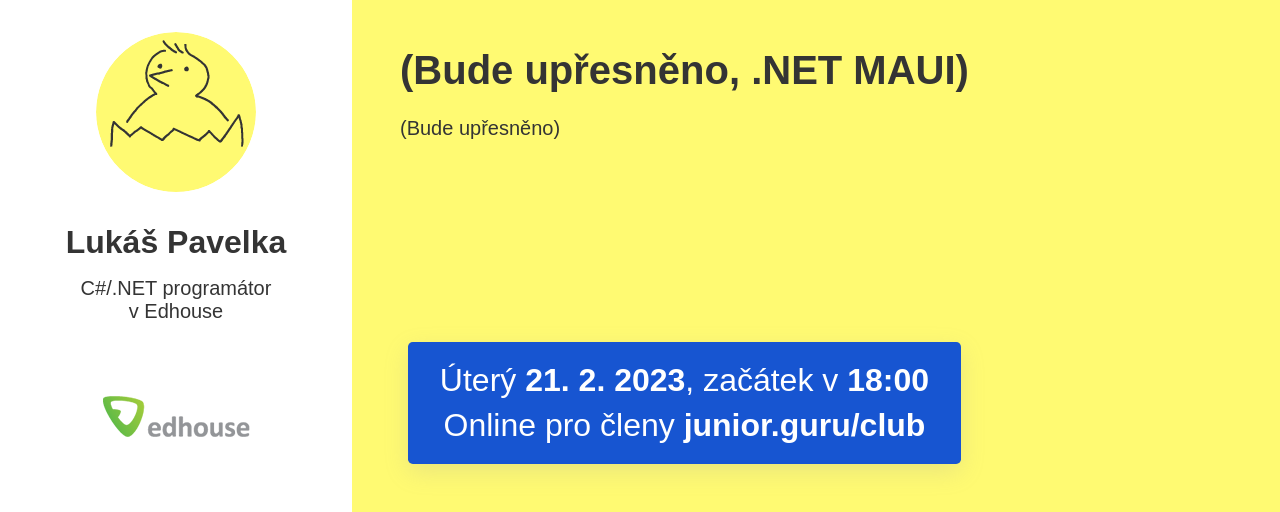 Lukáš Pavelka
C#/.NET programátor
v Edhouse
edhouse
(Bude upřesněno, .NET MAUI)
(Bude upřesněno)
Úterý 21. 2. 2023, začátek v 18:00
Online pro členy junior.guru/club